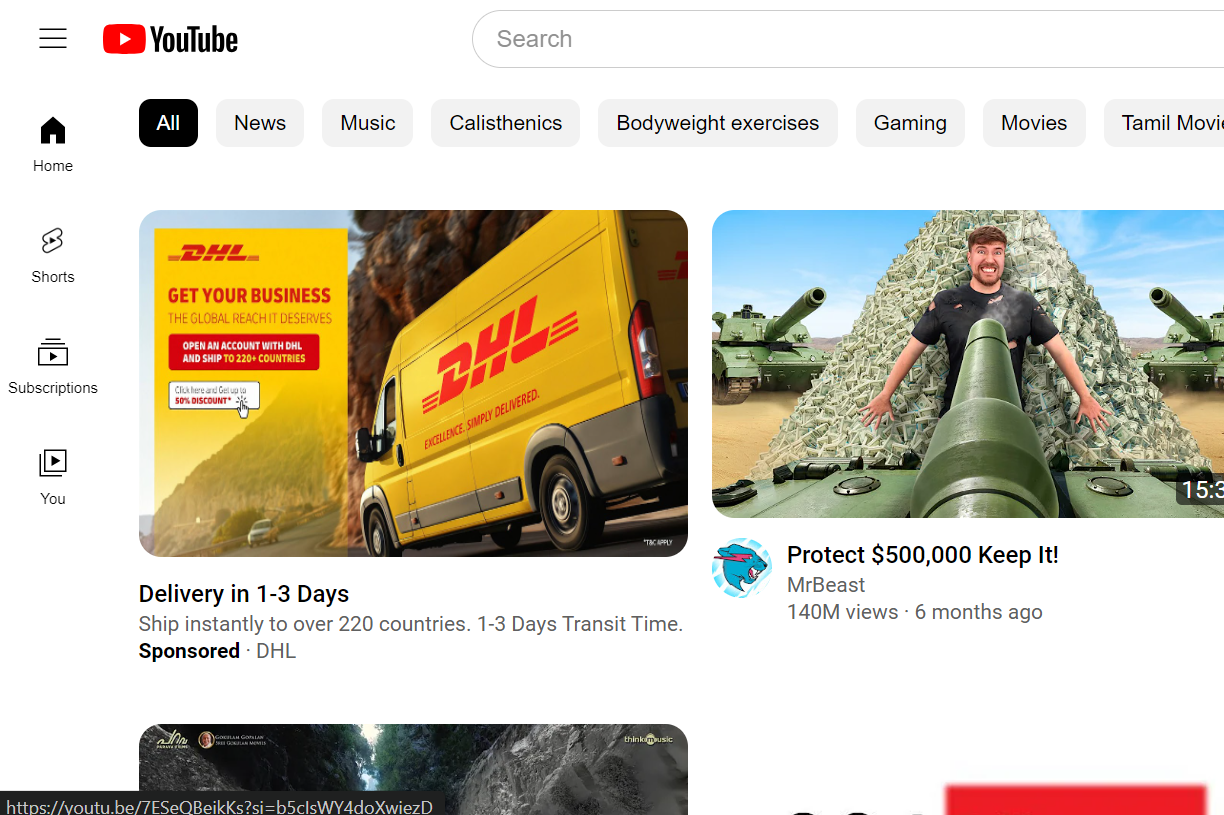 YouTube
Search
All
News
Music
Calisthenics
Bodyweight exercises
Gaming
Movies
Tamil Movie
Home
Shorts
Subscriptions
You
DHL
GET YOUR BUSINESS
THE GLOBAL REACH IT DESERVES
OPEN AN ACCOUNT WITH DHL
AND SHIP TO 220+ COUNTRIES
Click here and Get up to
50% DISCOUNT*
DHL
EXCELLENCE. SIMPLY DELIVERED.
*T&C APPLY
15:3
Delivery in 1-3 Days
Ship instantly to over 220 countries. 1-3 Days Transit Time.
Sponsored · DHL
Protect $500,000 Keep It!
MrBeast
140M views · 6 months ago
GOKULAM GOPALAN
SREE GOKULAM MOVIES
thinkmusic
https://youtu.be/7ESeQBeikKs?si=b5cIsWY4doXwiezD